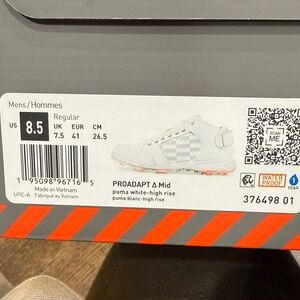 Mens/Hommes
Regular
US 8.5 UK EUR CM
7.5 41 26.5
SCAN ME
1 95098 96716 5
UPC-A
Made in Vietnam
Fabriqué au Vietnam
PROADAPT Δ Mid
puma white-high rise
puma blanc-high rise
WATER PROOF
1 YEAR
376498 01